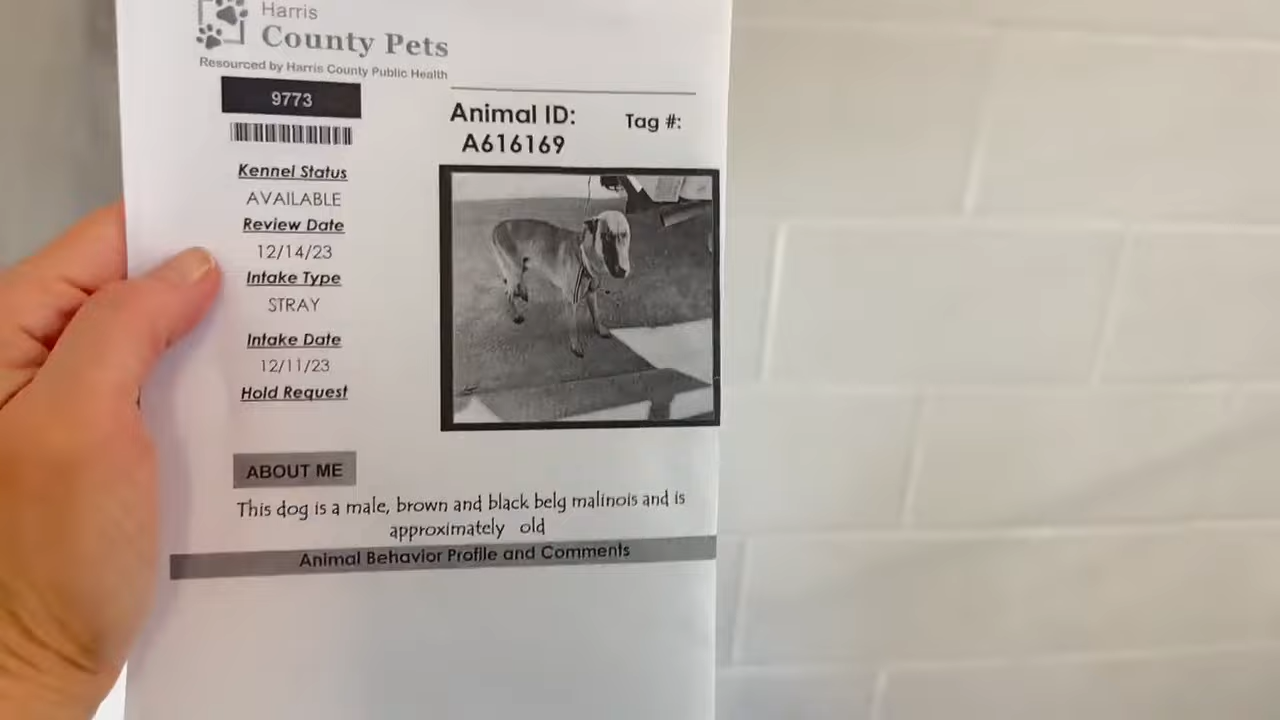 Harris
County Pets
Resourced by Harris County Public Health
9773
Animal ID:
A616169
Tag #:
Kennel Status
AVAILABLE
Review Date
12/14/23
Intake Type
STRAY
Intake Date
12/11/23
Hold Request
ABOUT ME
This dog is a male, brown and black belg malinois and is
approximately old
Animal Behavior Profile and Comments